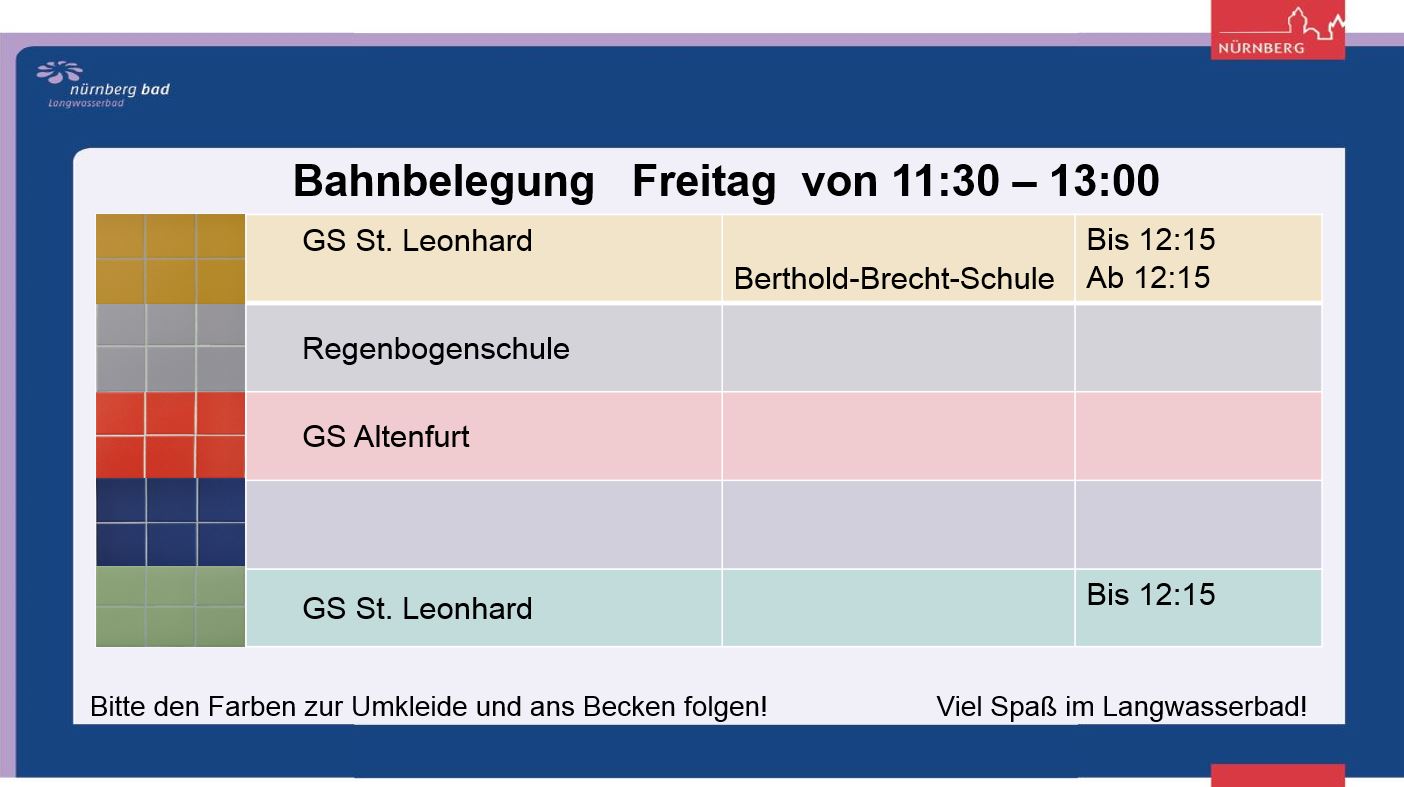 NÜRNBERG
nürnberg bad
Langwasserbad
Bahnbelegung Freitag von 11:30 – 13:00
GS St. Leonhard Bis 12:15
Berthold-Brecht-Schule Ab 12:15
Regenbogenschule
GS Altenfurt
GS St. Leonhard Bis 12:15
Bitte den Farben zur Umkleide und ans Becken folgen! Viel Spaß im Langwasserbad!